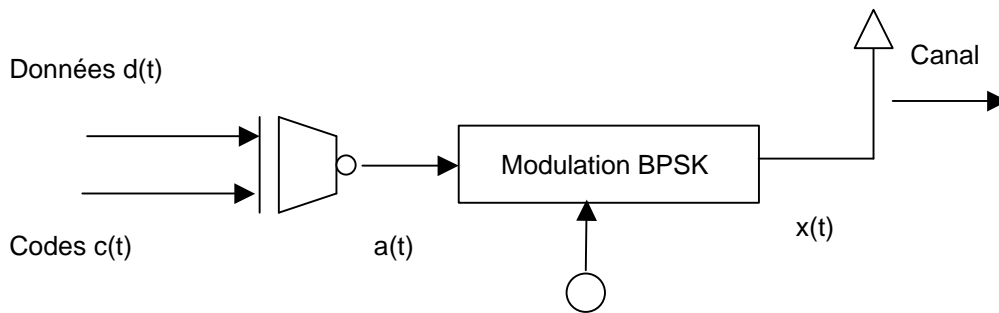 Données d(t)
Canal
Modulation BPSK
Codes c(t)
a(t)
x(t)